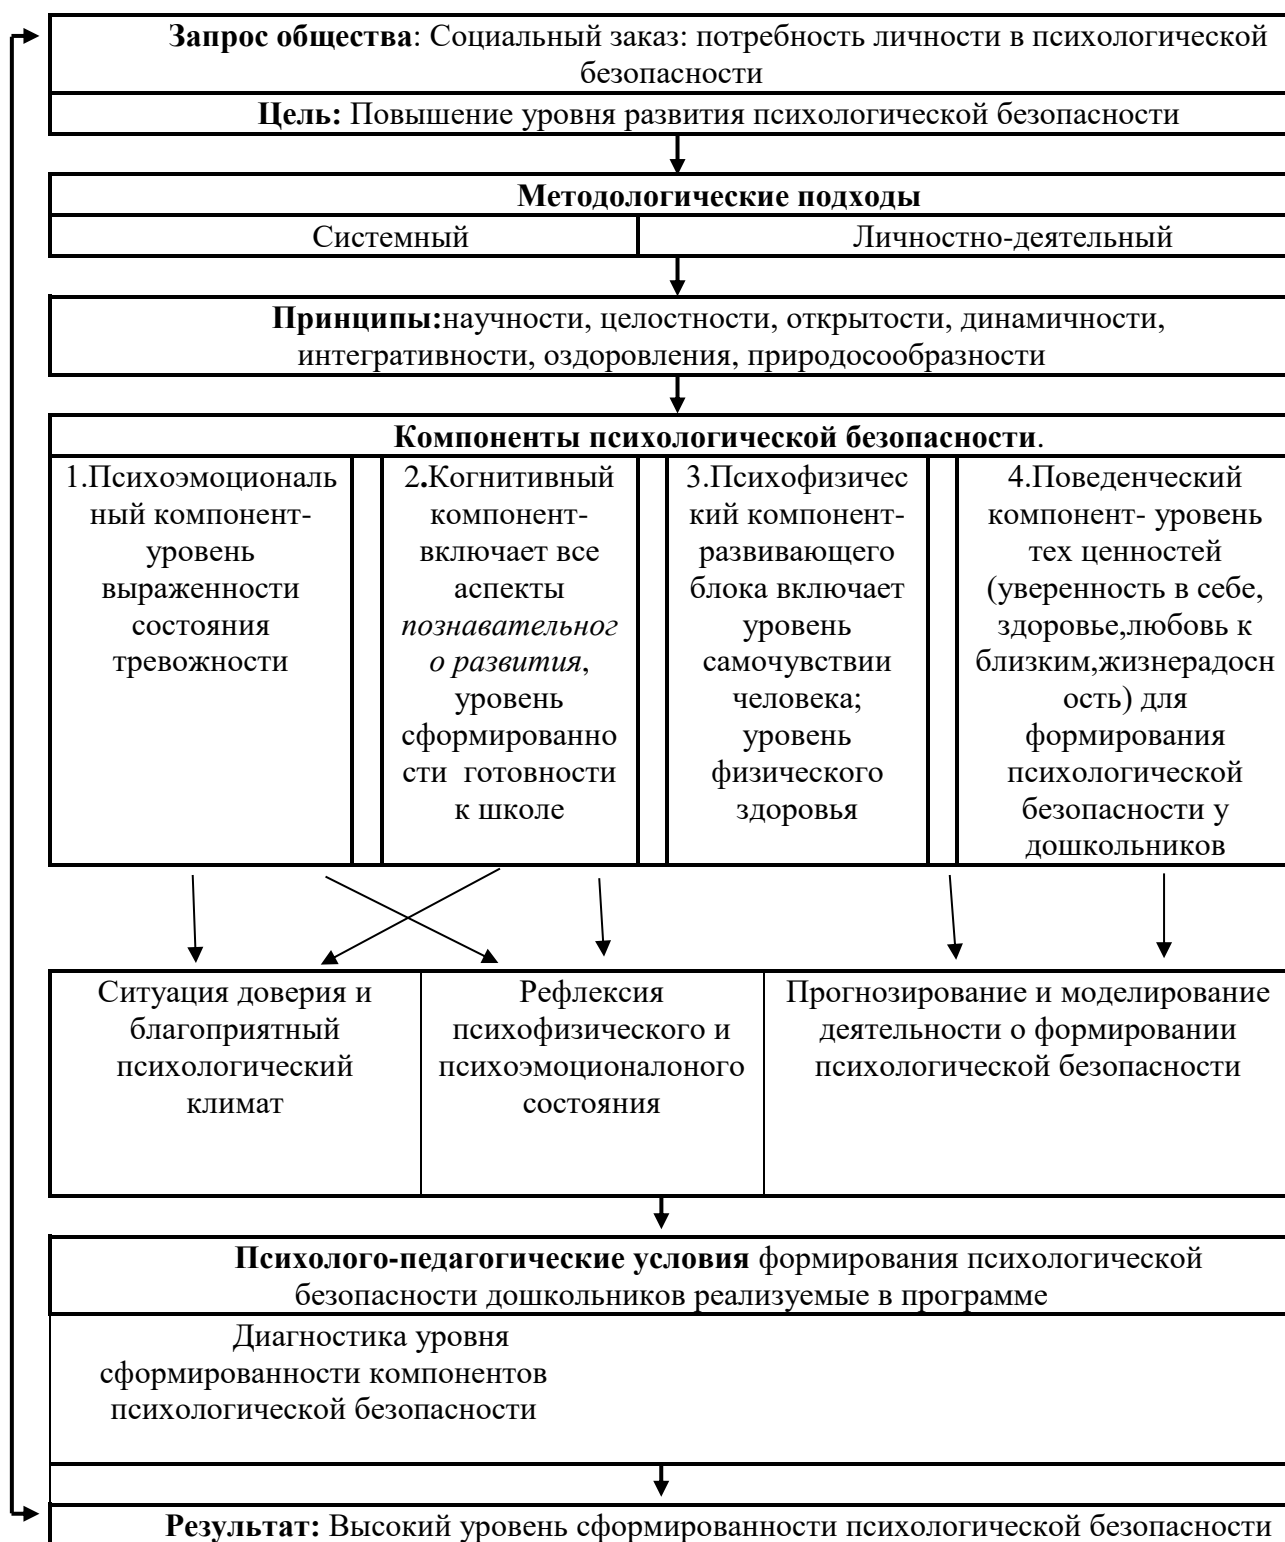 Запрос общества: Социальный заказ: потребность личности в психологической
безопасности
Цель: Повышение уровня развития психологической безопасности
Методологические подходы
Системный
Личностно-деятельный
Принципы:научности, целостности, открытости, динамичности,
интегративности, оздоровления, природосообразности
Компоненты психологической безопасности.
1.Психоэмоциональ
ный компонент-
уровень
выраженности
состояния
тревожности
2.Когнитивный
компонент-
включает все
аспекты
познавательног
о развития,
уровень
сформированно
сти готовности
к школе
3.Психофизичес
кий компонент-
развивающего
блока включает
уровень
самочувствии
человека;
уровень
физического
здоровья
4.Поведенческий
компонент- уровень
тех ценностей
(уверенность в себе,
здоровье,любовь к
близким,жизнерадосн
ость) для
формирования
психологической
безопасности у
дошкольников
Ситуация доверия и
благоприятный
психологический
климат
Рефлексия
психофизического и
психоэмоционалоного
состояния
Прогнозирование и моделирование
деятельности о формировании
психологической безопасности
Психолого-педагогические условия формирования психологической
безопасности дошкольников реализуемые в программе
Диагностика уровня
сформированности компонентов
психологической безопасности
Результат: Высокий уровень сформированности психологической безопасности